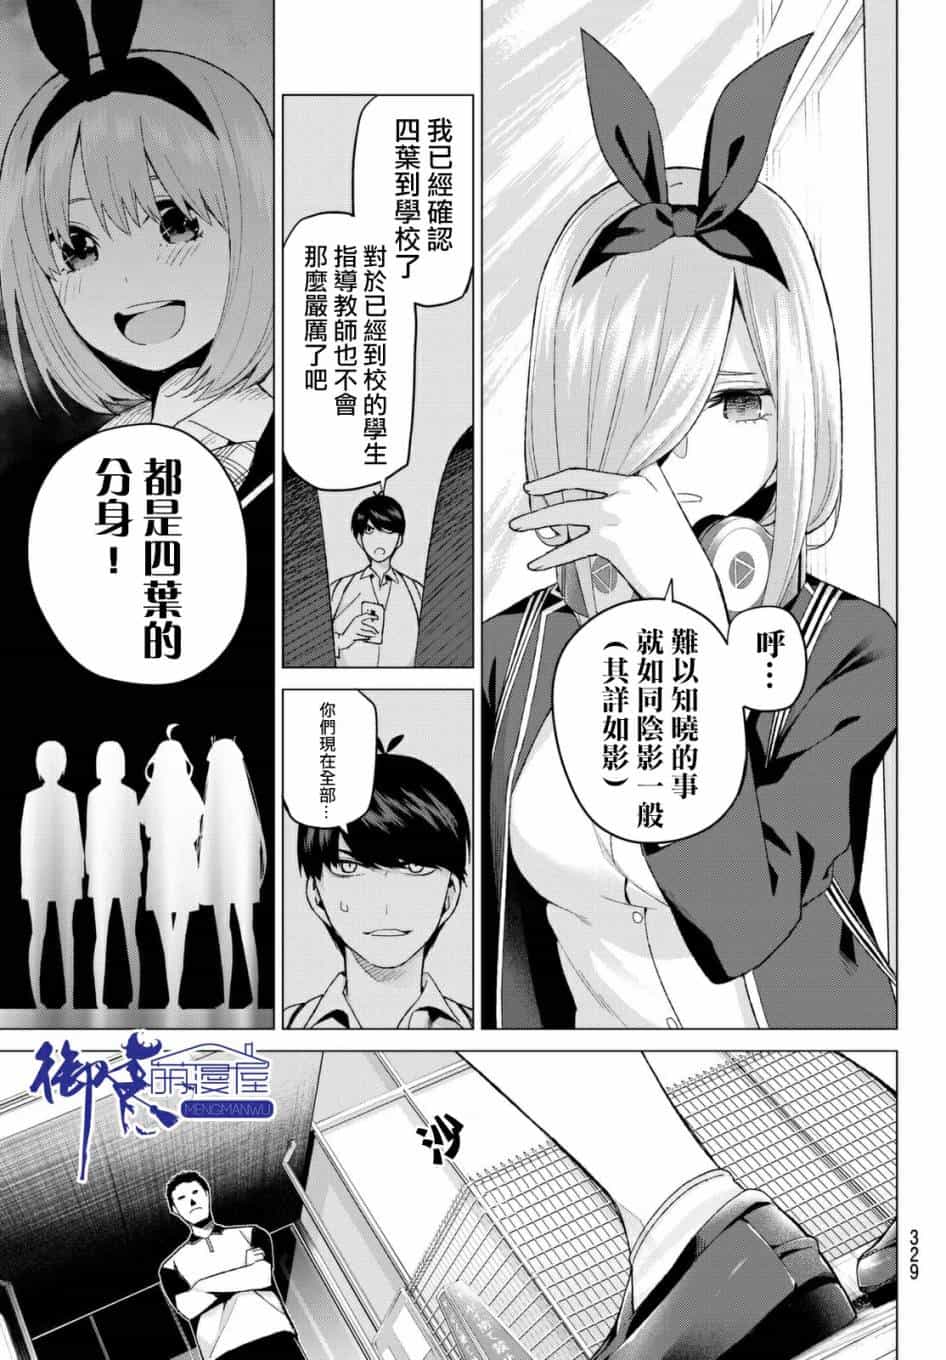 呼…
難以知曉的事
就如同陰影一般
(其詳如影)
我已經確認
四葉到學校了
對於已經到校的學生
指導教師也不會
那麼嚴厲了吧
你們現在全部…
都是四葉的
分身!
沙
御宅萌漫屋
MENGMANWU
329